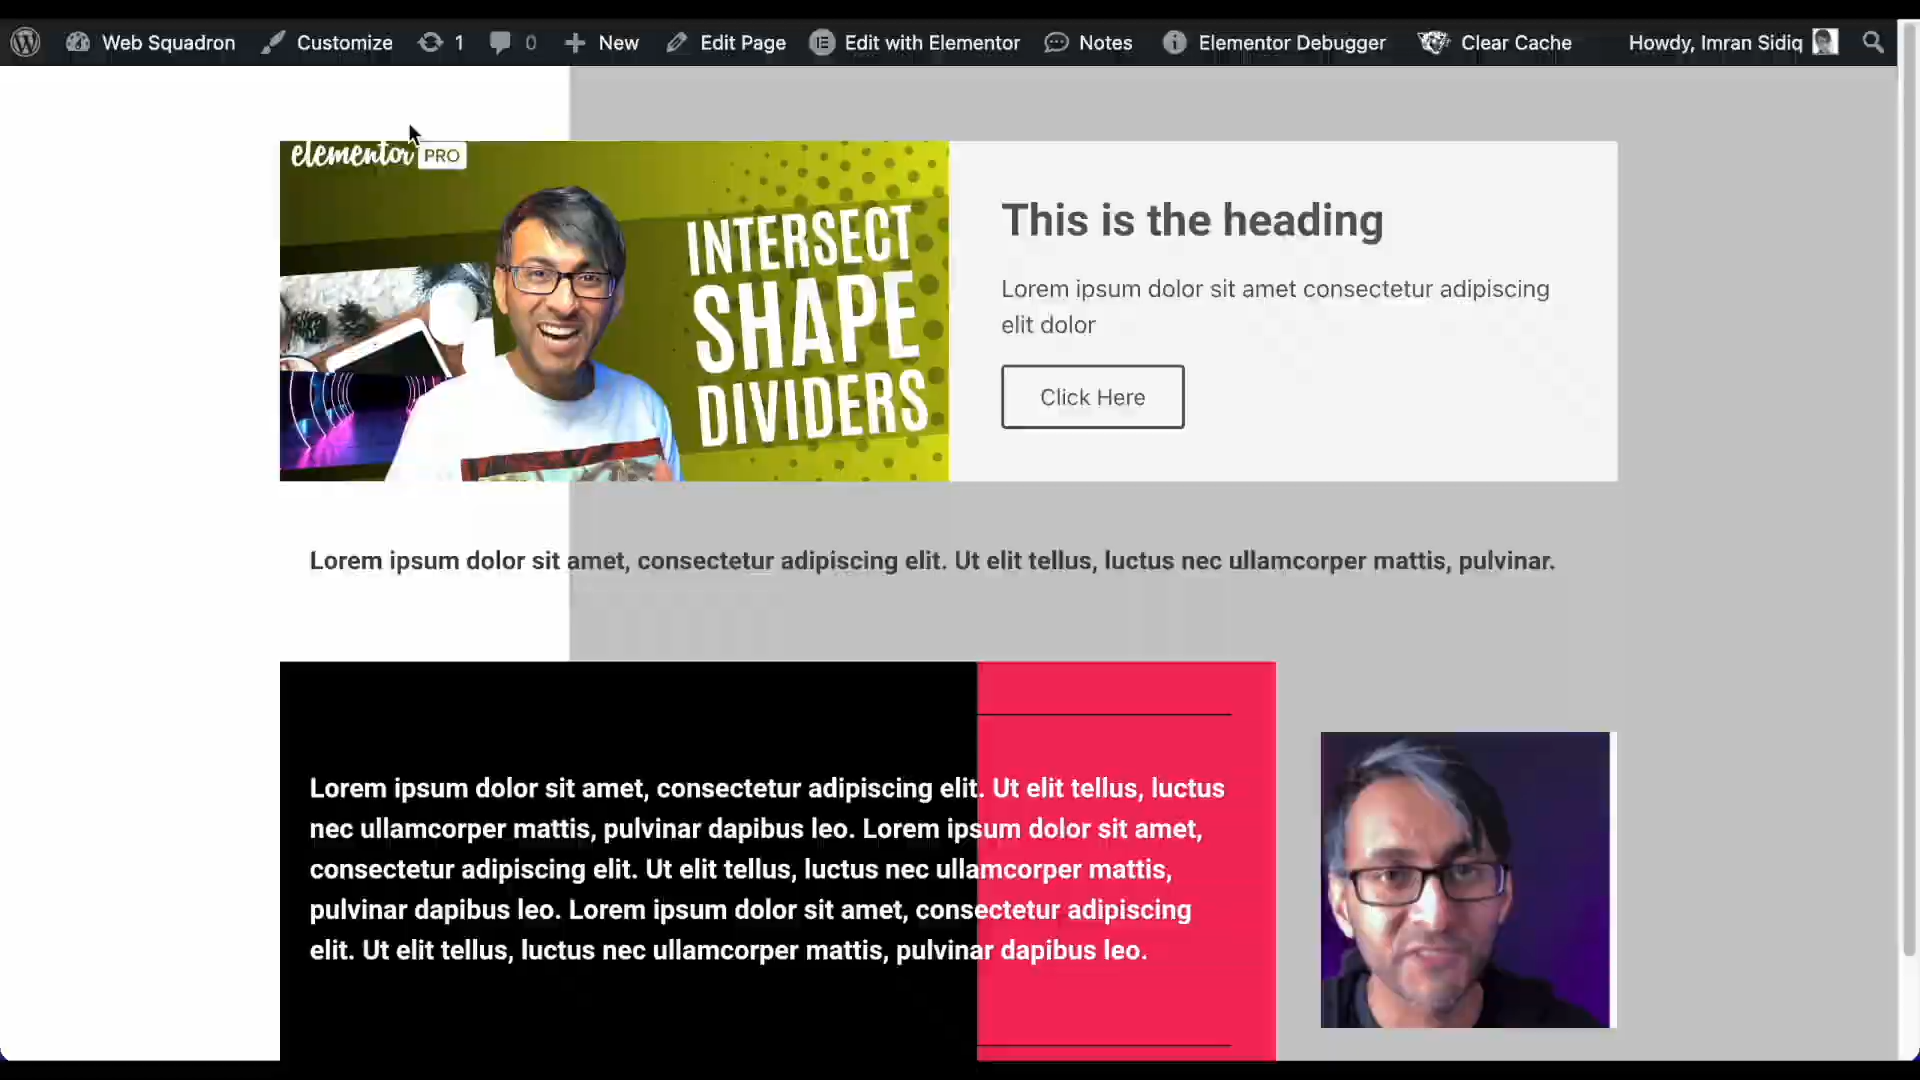 Web Squadron Customize 1 0 New Edit Page Edit with Elementor Notes Elementor Debugger Clear Cache Howdy, Imran Sidiq
elementor PRO
INTERSECT
SHAPE
DIVIDERS
This is the heading
Lorem ipsum dolor sit amet consectetur adipiscing
elit dolor
Click Here
Lorem ipsum dolor sit amet, consectetur adipiscing elit. Ut elit tellus, luctus nec ullamcorper mattis, pulvinar.
Lorem ipsum dolor sit amet, consectetur adipiscing elit. Ut elit tellus, luctus
nec ullamcorper mattis, pulvinar dapibus leo. Lorem ipsum dolor sit amet,
consectetur adipiscing elit. Ut elit tellus, luctus nec ullamcorper mattis,
pulvinar dapibus leo. Lorem ipsum dolor sit amet, consectetur adipiscing
elit. Ut elit tellus, luctus nec ullamcorper mattis, pulvinar dapibus leo.